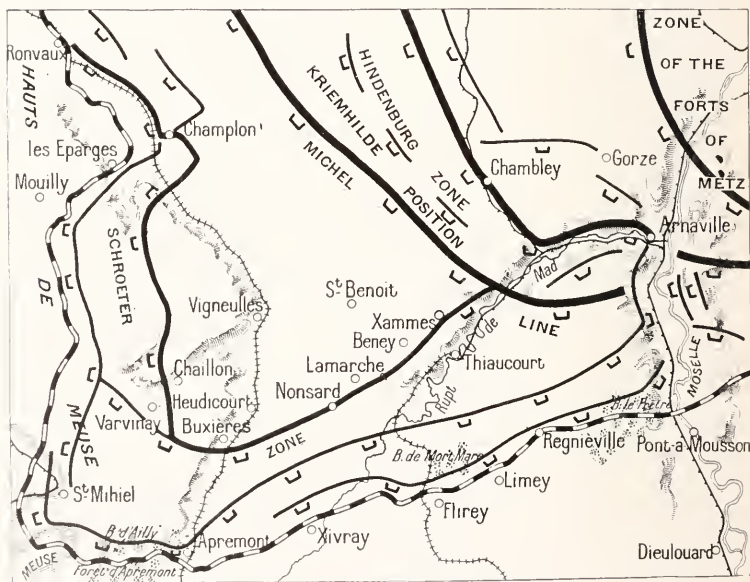 Ronvaux
HAUTS
DE
MEUSE
les Eparges
Mouilly
Champlon
SCHROETER
ZONE
Vigneulles
Chaillon
Heudicourt
Varvinay
Buxières
St Mihiel
B. d'Ailly
MEUSE
Forêt d'Apremont
Apremont
HINDENBURG
ZONE
KRIEMHILDE
POSITION
MICHEL
LINE
ZONE
OF THE
FORTS
OF
METZ
Chambley
Gorze
Arnaville
Mad
de
Rupt
St Benoit
Xammes
Beney
Lamarche
Nonsard
Thiaucourt
MOSELLE
B. le Prêtre
Regniéville
Pont-à-Mousson
B. de Mort Mare
Limey
Flirey
Xivray
Dieulouard